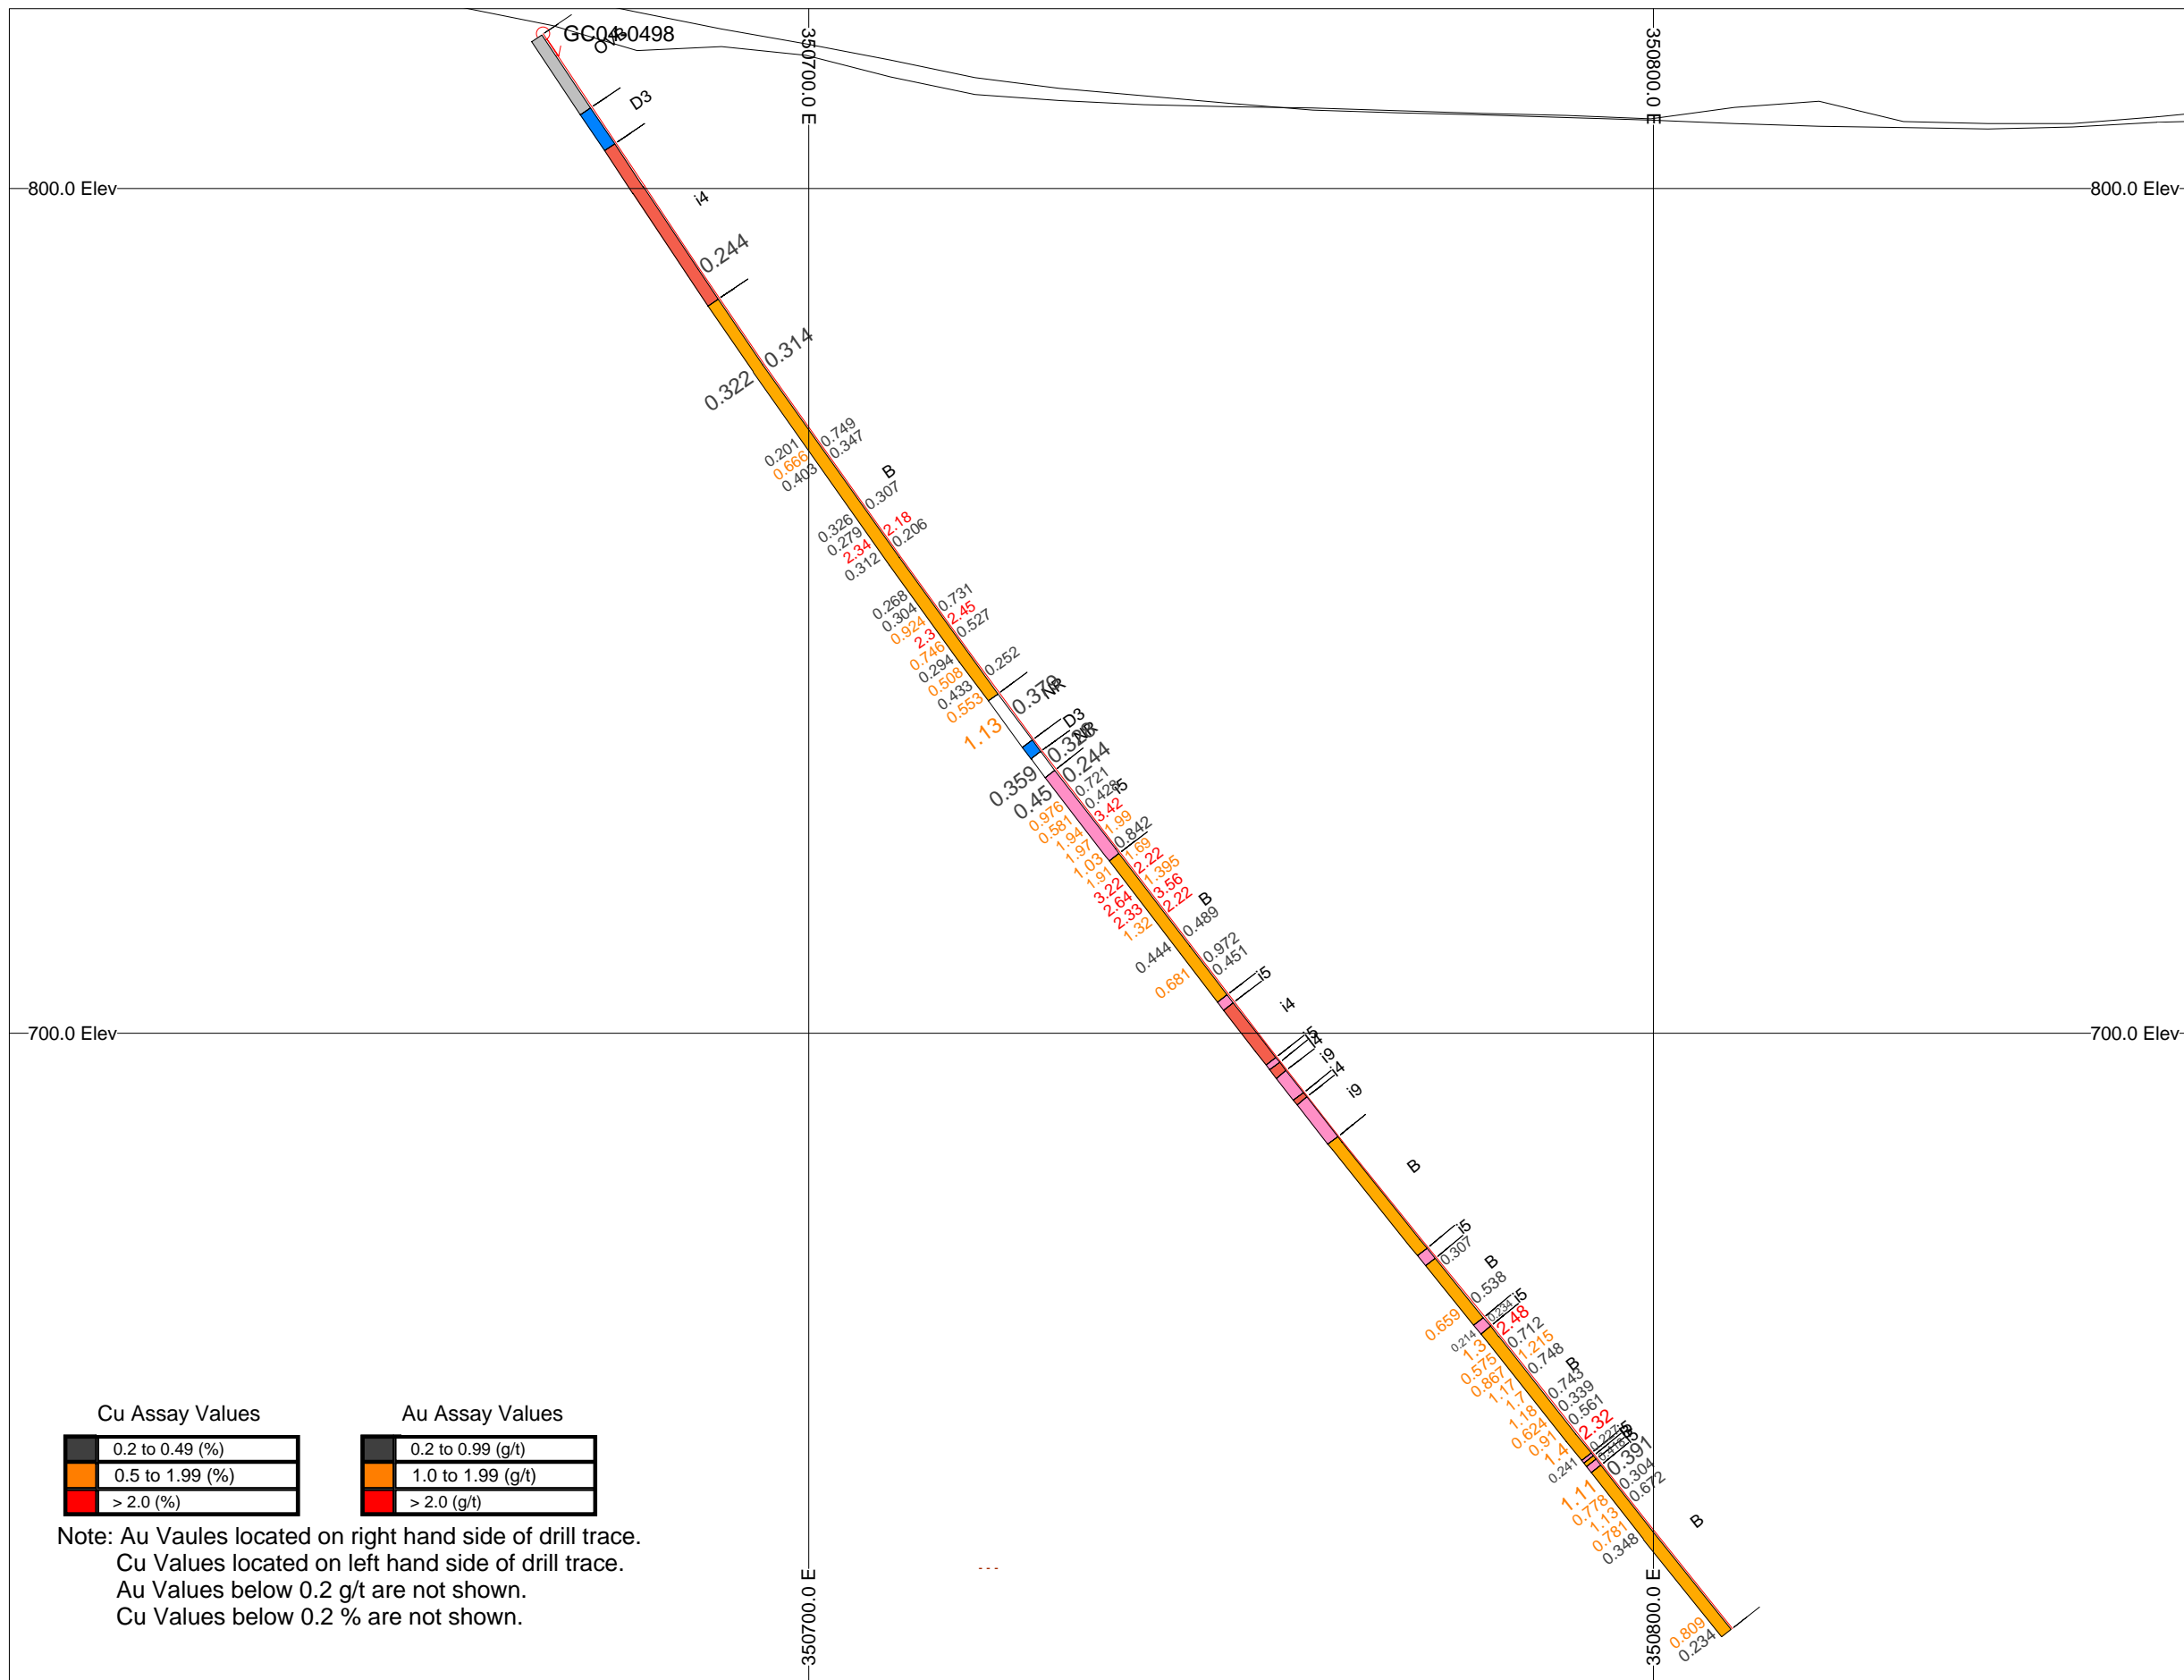 GC04-0498
OVB
D3
350700.0 E
350800.0 E
800.0 Elev
800.0 Elev
i4
0.244
0.314
0.322
0.749
0.347
0.201
0.666
0.403
B
0.307
2.18
0.206
0.326
0.279
2.34
0.312
0.731
2.45
0.527
0.268
0.304
0.924
2.3
0.746
0.294
0.508
0.433
0.553
0.252
NR
1.13
D3
NR
0.244
0.359
0.45
0.721
0.428
i5
3.42
1.99
0.842
0.976
0.581
1.94
1.97
1.03
1.91
3.22
2.64
2.33
1.32
1.69
2.22
1.395
3.56
2.22
B
0.489
0.972
0.451
0.444
0.681
i5
i4
700.0 Elev
700.0 Elev
i5
i4
i9
i4
i9
B
i5
0.307
B
0.538
i5
0.234
2.48
0.712
1.215
0.748
0.659
0.214
1.3
0.575
0.867
1.17
1.7
1.18
0.624
0.91
1.4
0.241
B
0.743
0.339
0.561
2.32
0.227
i5
0.391
0.304
0.672
1.11
0.778
1.13
0.781
0.348
B
0.809
0.234
350700.0 E
350800.0 E
Cu Assay Values
0.2 to 0.49 (%)
0.5 to 1.99 (%)
> 2.0 (%)
Au Assay Values
0.2 to 0.99 (g/t)
1.0 to 1.99 (g/t)
> 2.0 (g/t)
Note: Au Vaules located on right hand side of drill trace.
Cu Values located on left hand side of drill trace.
Au Values below 0.2 g/t are not shown.
Cu Values below 0.2 % are not shown.